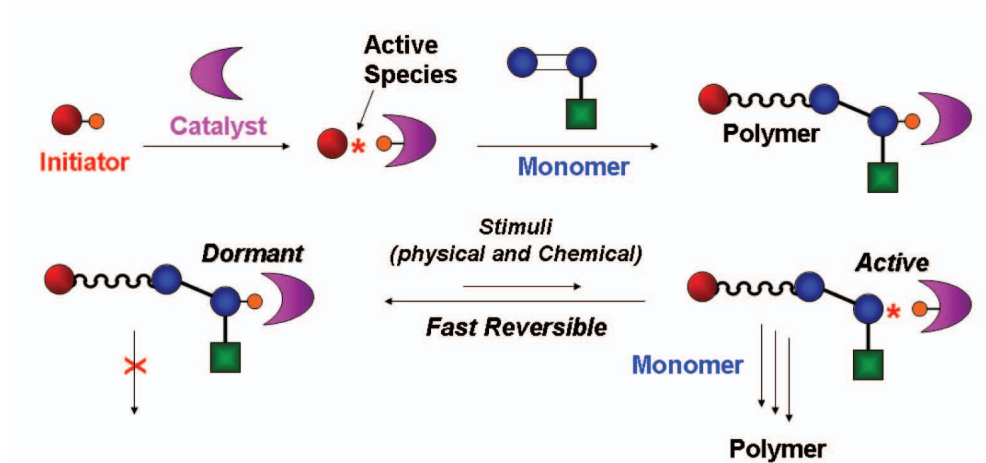 Active
Species
Catalyst
Initiator
*
Monomer
Polymer
Stimuli
(physical and Chemical)
Dormant
Active
*
Fast Reversible
Monomer
Polymer